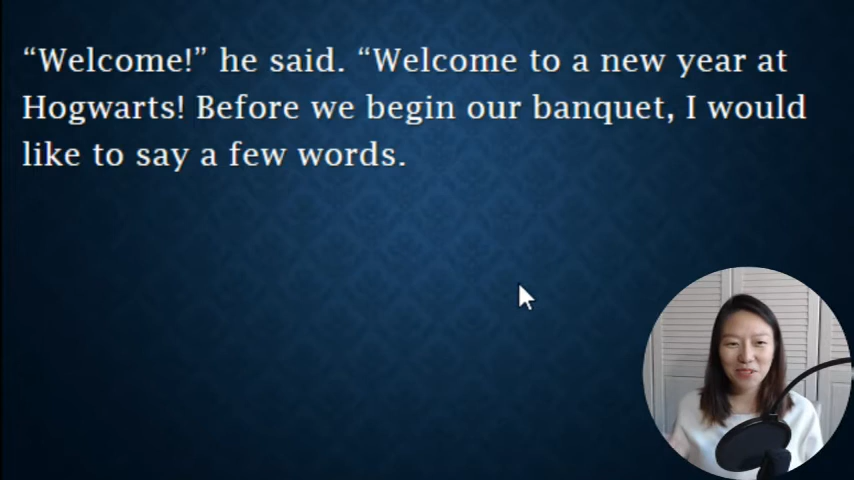 “Welcome!” he said. “Welcome to a new year at
Hogwarts! Before we begin our banquet, I would
like to say a few words.